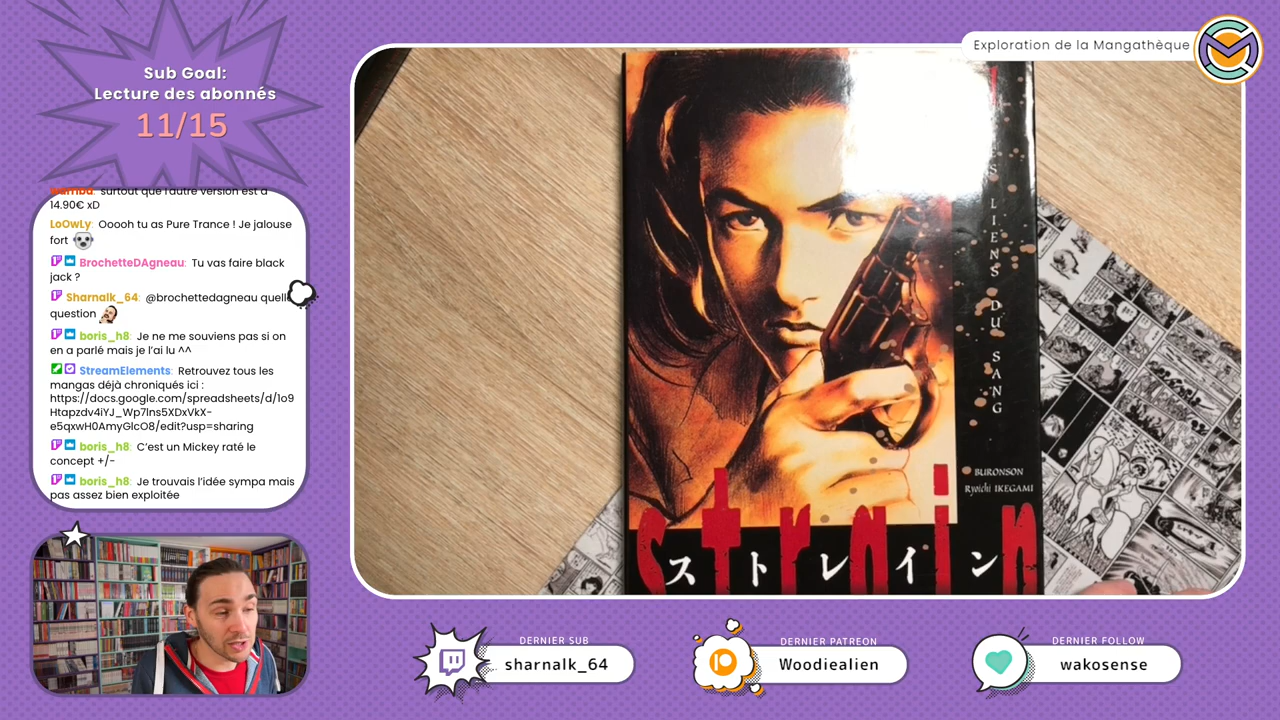 Sub Goal:
Lecture des abonnés
11/15
surtout que l'autre version est à
14.90€ xD
LoOwLy: Ooooh tu as Pure Trance ! Je jalouse
fort
BrochetteDAgneau: Tu vas faire black
jack ?
Sharnalk_64: @brochettedagneau quelle
question
boris_h8: Je ne me souviens pas si on
en a parlé mais je l'ai lu ^^
StreamElements: Retrouvez tous les
mangas déjà chroniqués ici :
https://docs.google.com/spreadsheets/d/1o9
Htapzdv4iYJ_Wp7lns5XDxVkX-
e5qxwH0AmyGlcO8/edit?usp=sharing
boris_h8: C'est un Mickey raté le
concept +/-
boris_h8: Je trouvais l'idée sympa mais
pas assez bien exploitée
Exploration de la Mangathèque
LIENS DU SANG
BURONSON
Ryoichi IKEGAMI
strain
ストレイン
DERNIER SUB
sharnalk_64
DERNIER PATREON
Woodiealien
DERNIER FOLLOW
wakosense